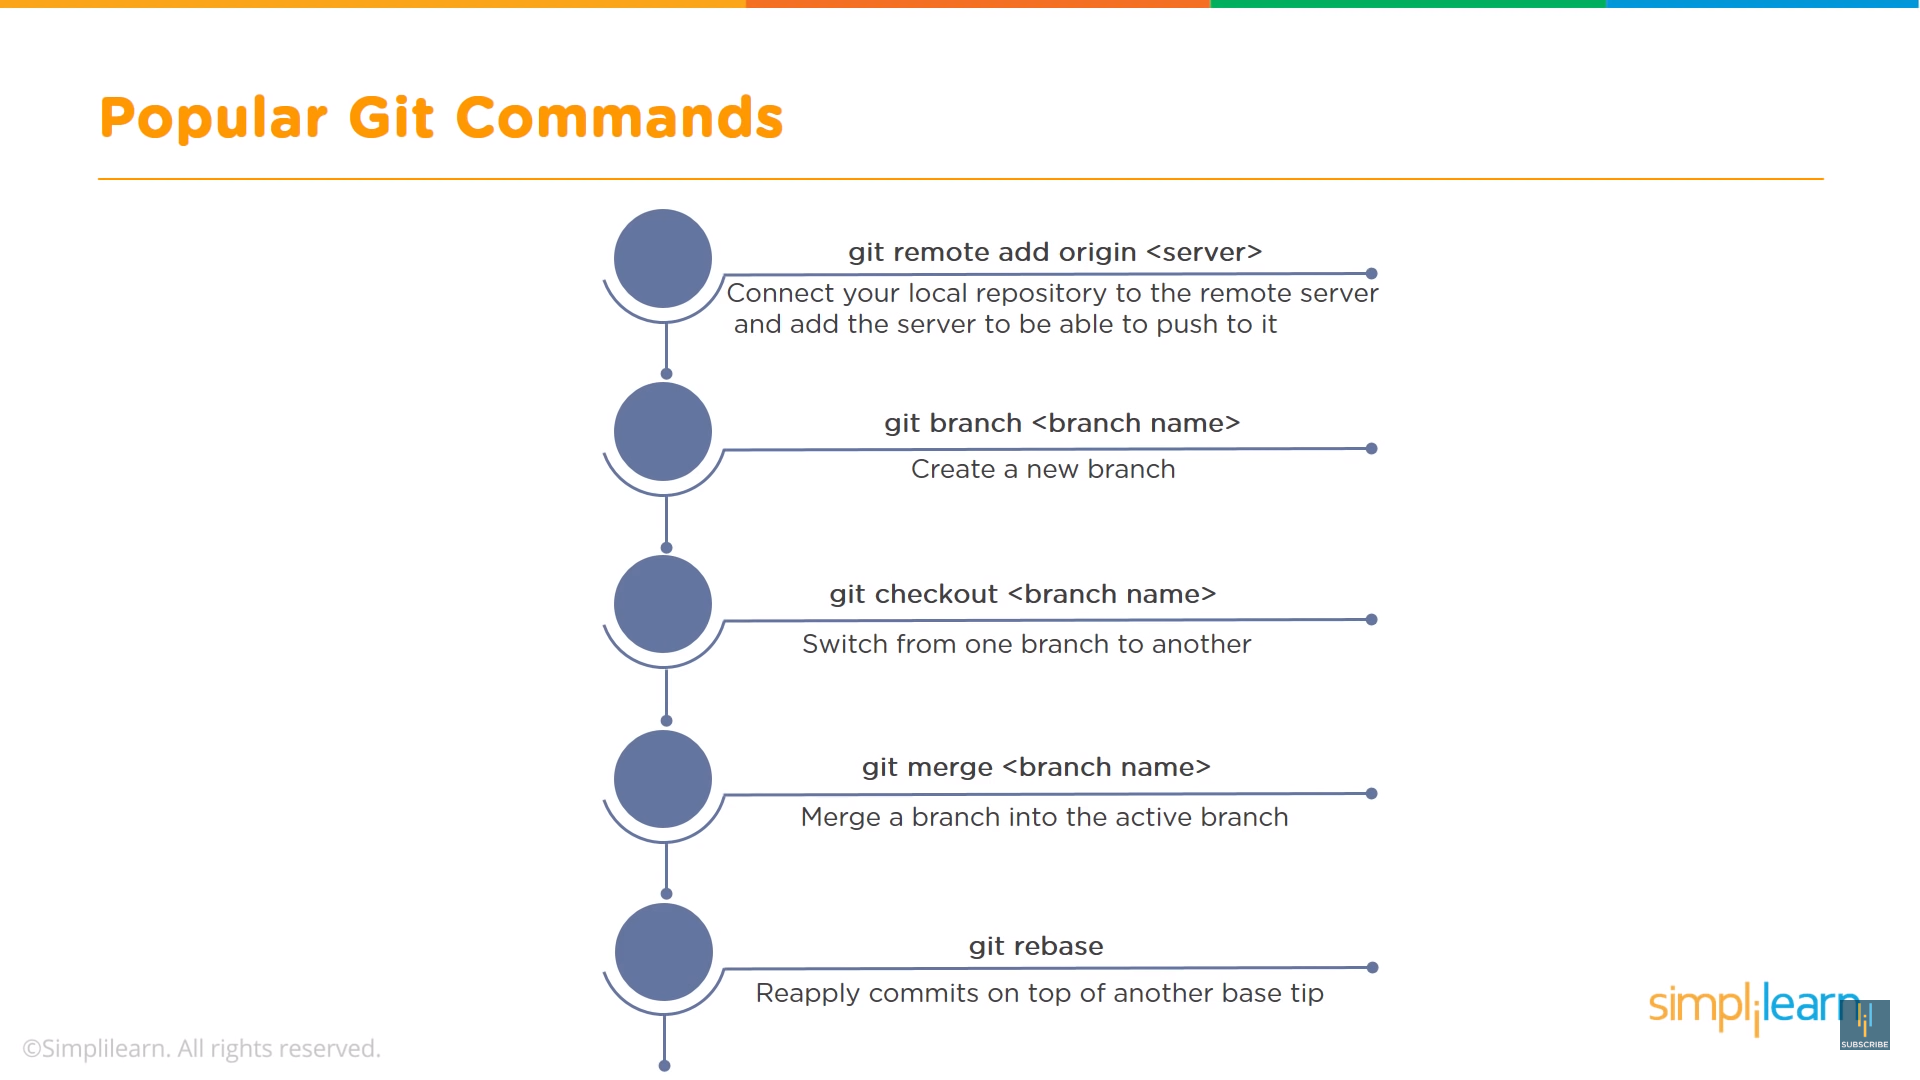 Popular Git Commands
git remote add origin <server>
Connect your local repository to the remote server
and add the server to be able to push to it
git branch <branch name>
Create a new branch
git checkout <branch name>
Switch from one branch to another
git merge <branch name>
Merge a branch into the active branch
git rebase
Reapply commits on top of another base tip
simplilearn
SUBSCRIBE
©Simplilearn. All rights reserved.